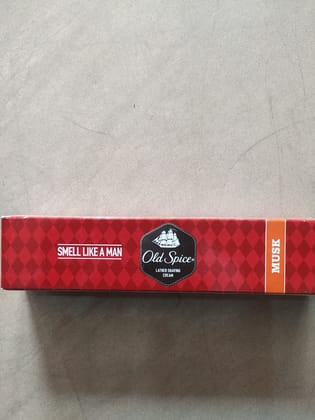 SMELL LIKE A MAN
Old Spice
LATHER SHAVING
CREAM
MUSK